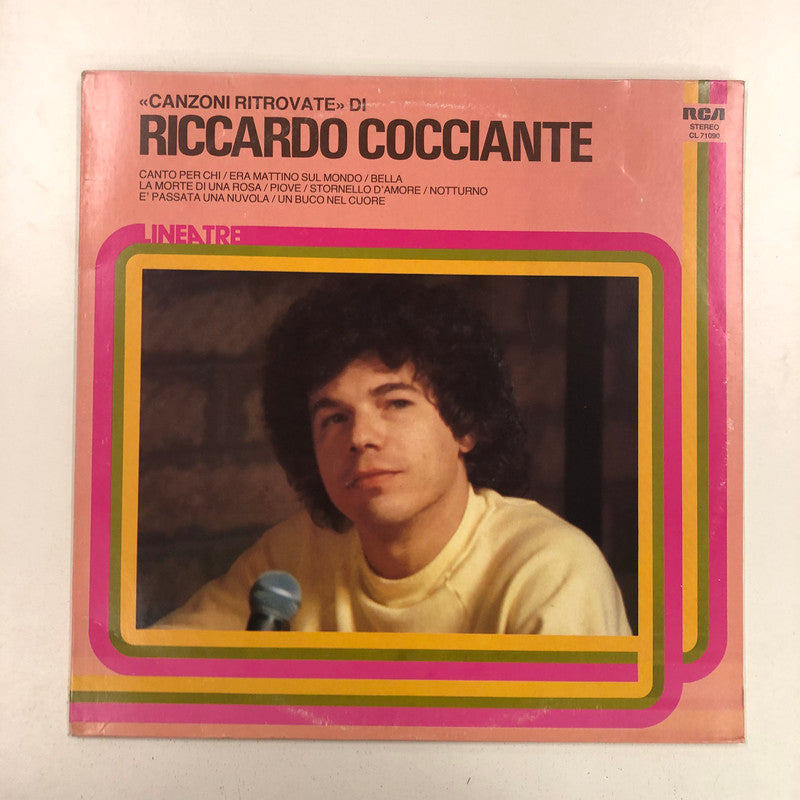 «CANZONI RITROVATE» DI
RICCARDO COCCIANTE
CANTO PER CHI / ERA MATTINO SUL MONDO / BELLA
LA MORTE DI UNA ROSA / PIOVE / STORNELLO D'AMORE / NOTTURNO
E' PASSATA UNA NUVOLA / UN BUCO NEL CUORE
RCA
STEREO
CL 71090
LINEATRE